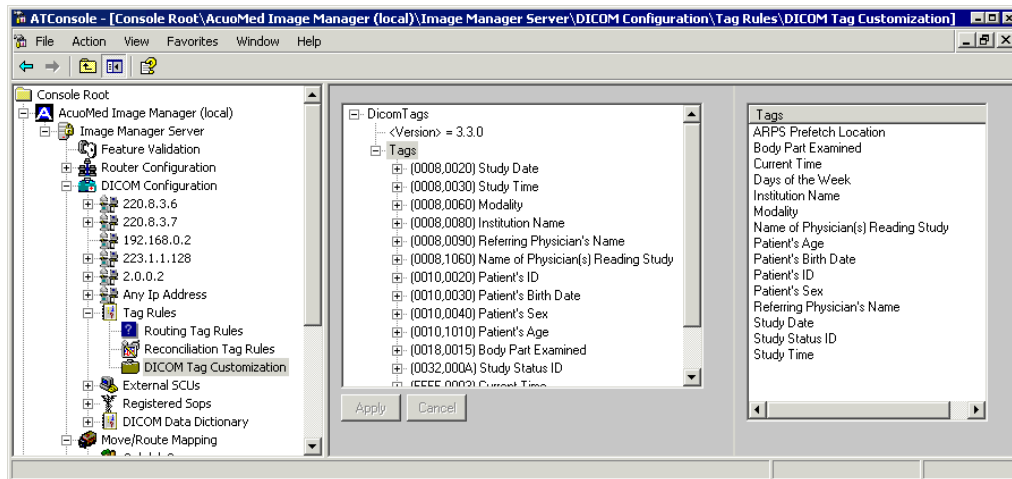 ATConsole - [Console Root\AcuoMed Image Manager (local)\Image Manager Server\DICOM Configuration\Tag Rules\DICOM Tag Customization]
File Action View Favorites Window Help
Console Root
AcuoMed Image Manager (local)
Image Manager Server
Feature Validation
Router Configuration
DICOM Configuration
220.8.3.6
220.8.3.7
192.168.0.2
223.1.1.128
2.0.0.2
Any Ip Address
Tag Rules
Routing Tag Rules
Reconciliation Tag Rules
DICOM Tag Customization
External SCUs
Registered Sops
DICOM Data Dictionary
Move/Route Mapping
DicomTags
<Version> = 3.3.0
Tags
(0008,0020) Study Date
(0008,0030) Study Time
(0008,0060) Modality
(0008,0080) Institution Name
(0008,0090) Referring Physician's Name
(0008,1060) Name of Physician(s) Reading Study
(0010,0020) Patient's ID
(0010,0030) Patient's Birth Date
(0010,0040) Patient's Sex
(0010,1010) Patient's Age
(0018,0015) Body Part Examined
(0032,000A) Study Status ID
(FFFF,0003) Current Time
Apply Cancel
Tags
ARPS Prefetch Location
Body Part Examined
Current Time
Days of the Week
Institution Name
Modality
Name of Physician(s) Reading Study
Patient's Age
Patient's Birth Date
Patient's ID
Patient's Sex
Referring Physician's Name
Study Date
Study Status ID
Study Time